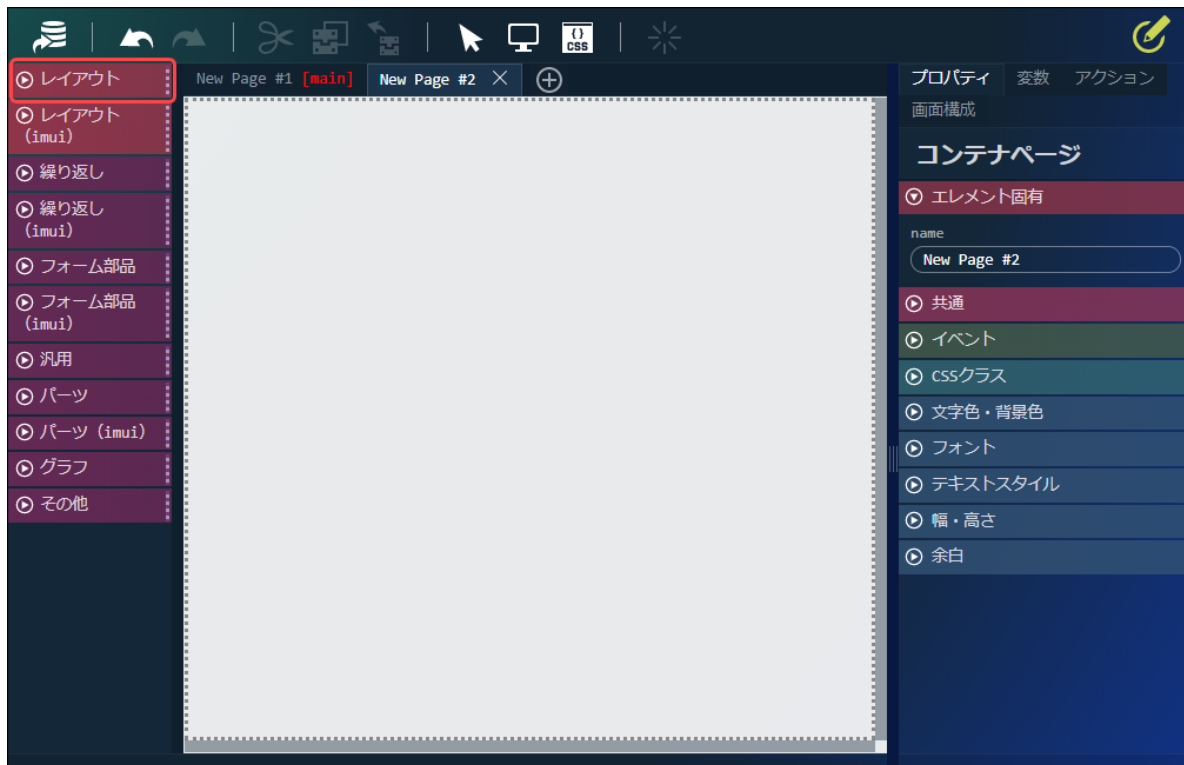 {}
CSS
レイアウト
レイアウト
(imui)
繰り返し
繰り返し
(imui)
フォーム部品
フォーム部品
(imui)
汎用
パーツ
パーツ (imui)
グラフ
その他
New Page #1 [main] New Page #2
プロパティ 変数 アクション
画面構成
コンテナページ
エレメント固有
name
New Page #2
共通
イベント
CSSクラス
文字色・背景色
フォント
テキストスタイル
幅・高さ
余白